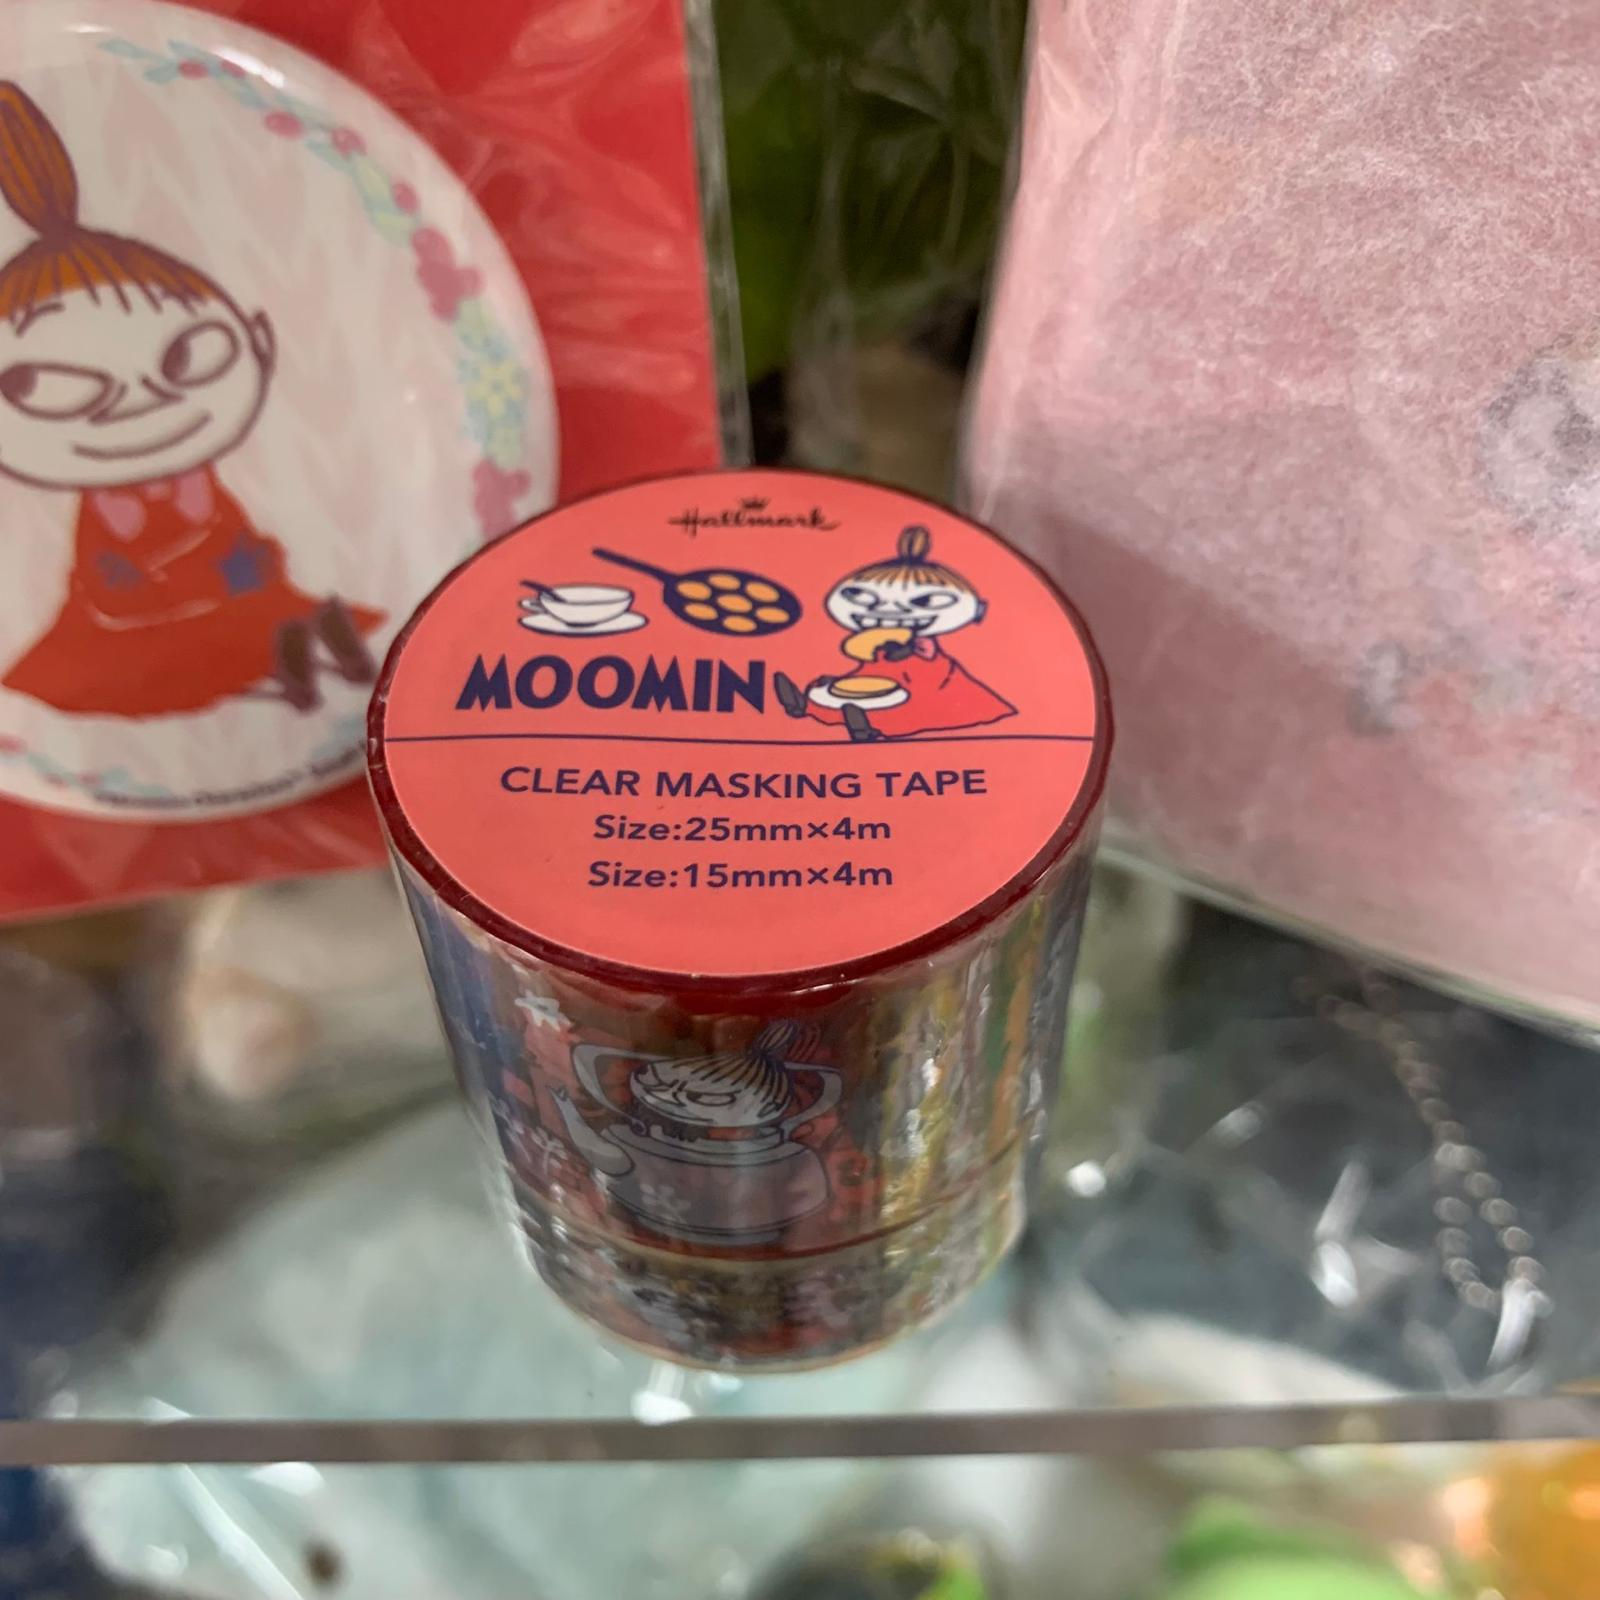 Hallmark
MOOMIN
CLEAR MASKING TAPE
Size:25mm×4m
Size:15mm×4m